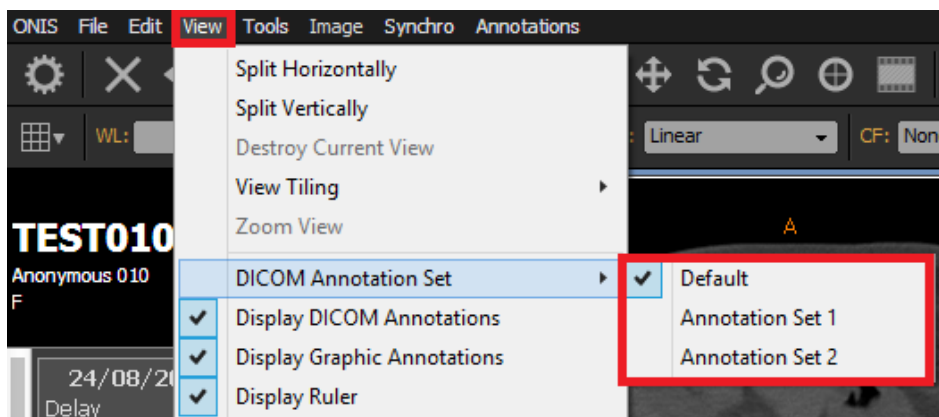 ONIS File Edit View Tools Image Synchro Annotations
WL:
Linear
CF:
Split Horizontally
Split Vertically
Destroy Current View
View Tiling
Zoom View
DICOM Annotation Set
Display DICOM Annotations
Display Graphic Annotations
Display Ruler
Default
Annotation Set 1
Annotation Set 2
TEST010
Anonymous 010
F
A
24/08/20
Delay